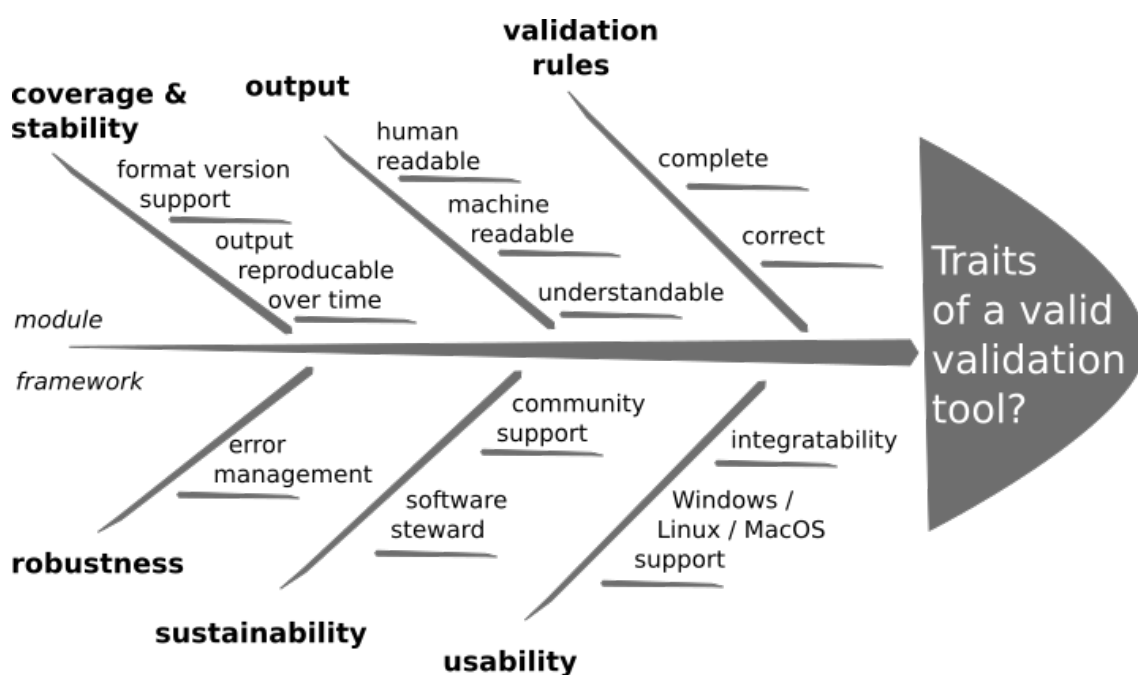 coverage &
stability
format version
support
output
reproducable
over time
output
human
readable
machine
readable
understandable
validation
rules
complete
correct
module
framework
Traits
of a valid
validation
tool?
error
management
robustness
community
support
software
steward
sustainability
integratability
Windows /
Linux / MacOS
support
usability